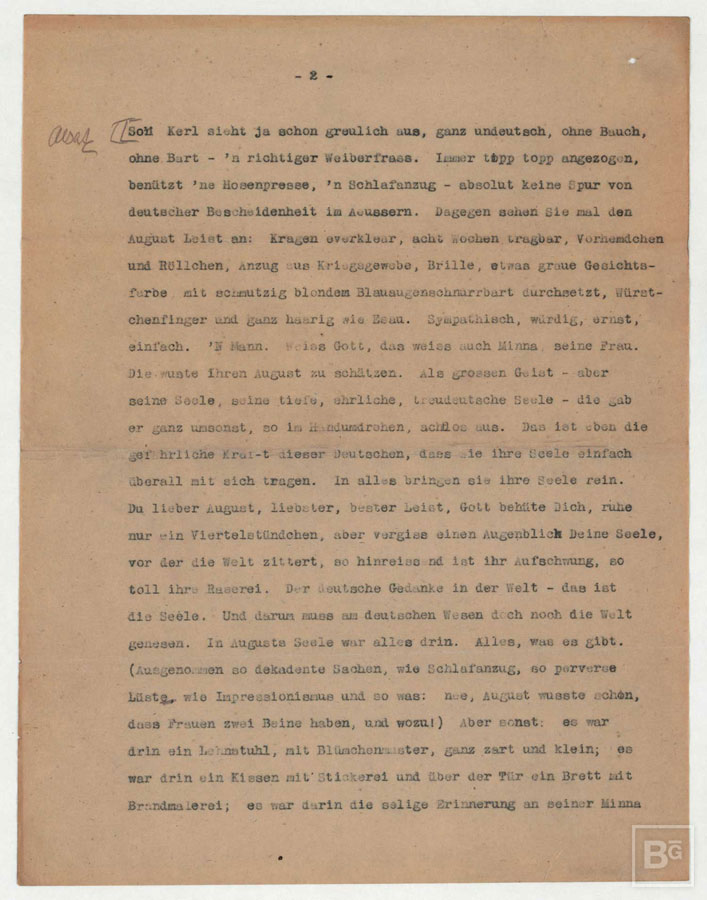 - 2 -
Soll Kerl sieht ja schon greulich aus, ganz undeutsch, ohne Bauch,
ohne Bart - 'n richtiger Weiberfrass. Immer tipp topp angezogen,
benützt 'ne Hosenpresse, 'n Schlafanzug - absolut keine Spur von
deutscher Bescheidenheit im Aeussern. Dagegen sehen Sie mal den
August Leist an: Kragen everklear, acht Wochen tragbar, Vorhemdchen
und Röllchen, Anzug aus Kriegsgewebe, Brille, etwas graue Gesichts-
farbe mit schmutzig blondem Blauaugenschnurrbart durchsetzt, Würst-
chenfinger und ganz haarig wie Esau. Sympathisch, würdig, ernst,
einfach. 'N Mann. Weiss Gott, das weiss auch Minna seine Frau.
Die wuste ihren August zu schätzen. Als grossen Geist - aber
seine Seele, seine tiefe, ehrliche, treudeutsche Seele - die gab
er ganz umsonst, so im Handumdrehen, achtlos aus. Das ist eben die
gefährliche Kraf-t dieser Deutschen, dass sie ihre Seele einfach
überall mit sich tragen. In alles bringen sie ihre Seele rein.
Du lieber August, liebster, bester Leist, Gott behüte Dich, ruhe
nur ein Viertelstündchen, aber vergiss einen Augenblick Deine Seele,
vor der die Welt zittert, so hinreissend ist ihr Aufschwung, so
toll ihre Raserei. Der deutsche Gedanke in der Welt - das ist
die Seele. Und darum muss am deutschen Wesen doch noch die Welt
genesen. In Augusts Seele war alles drin. Alles, was es gibt.
(Ausgenommen so dekadente Sachen, wie Schlafanzug, so perverse
Lüste, wie Impressionismus und so was: nee, August wusste schon,
dass Frauen zwei Beine haben, und wozu!) Aber sonst: es war
drin ein Lehnstuhl, mit Blümchenmuster, ganz zart und klein; es
war drin ein Kissen mit Stickerei und über der Tür ein Brett mit
Brandmalerei; es war darin die selige Erinnerung an seiner Minna
BG